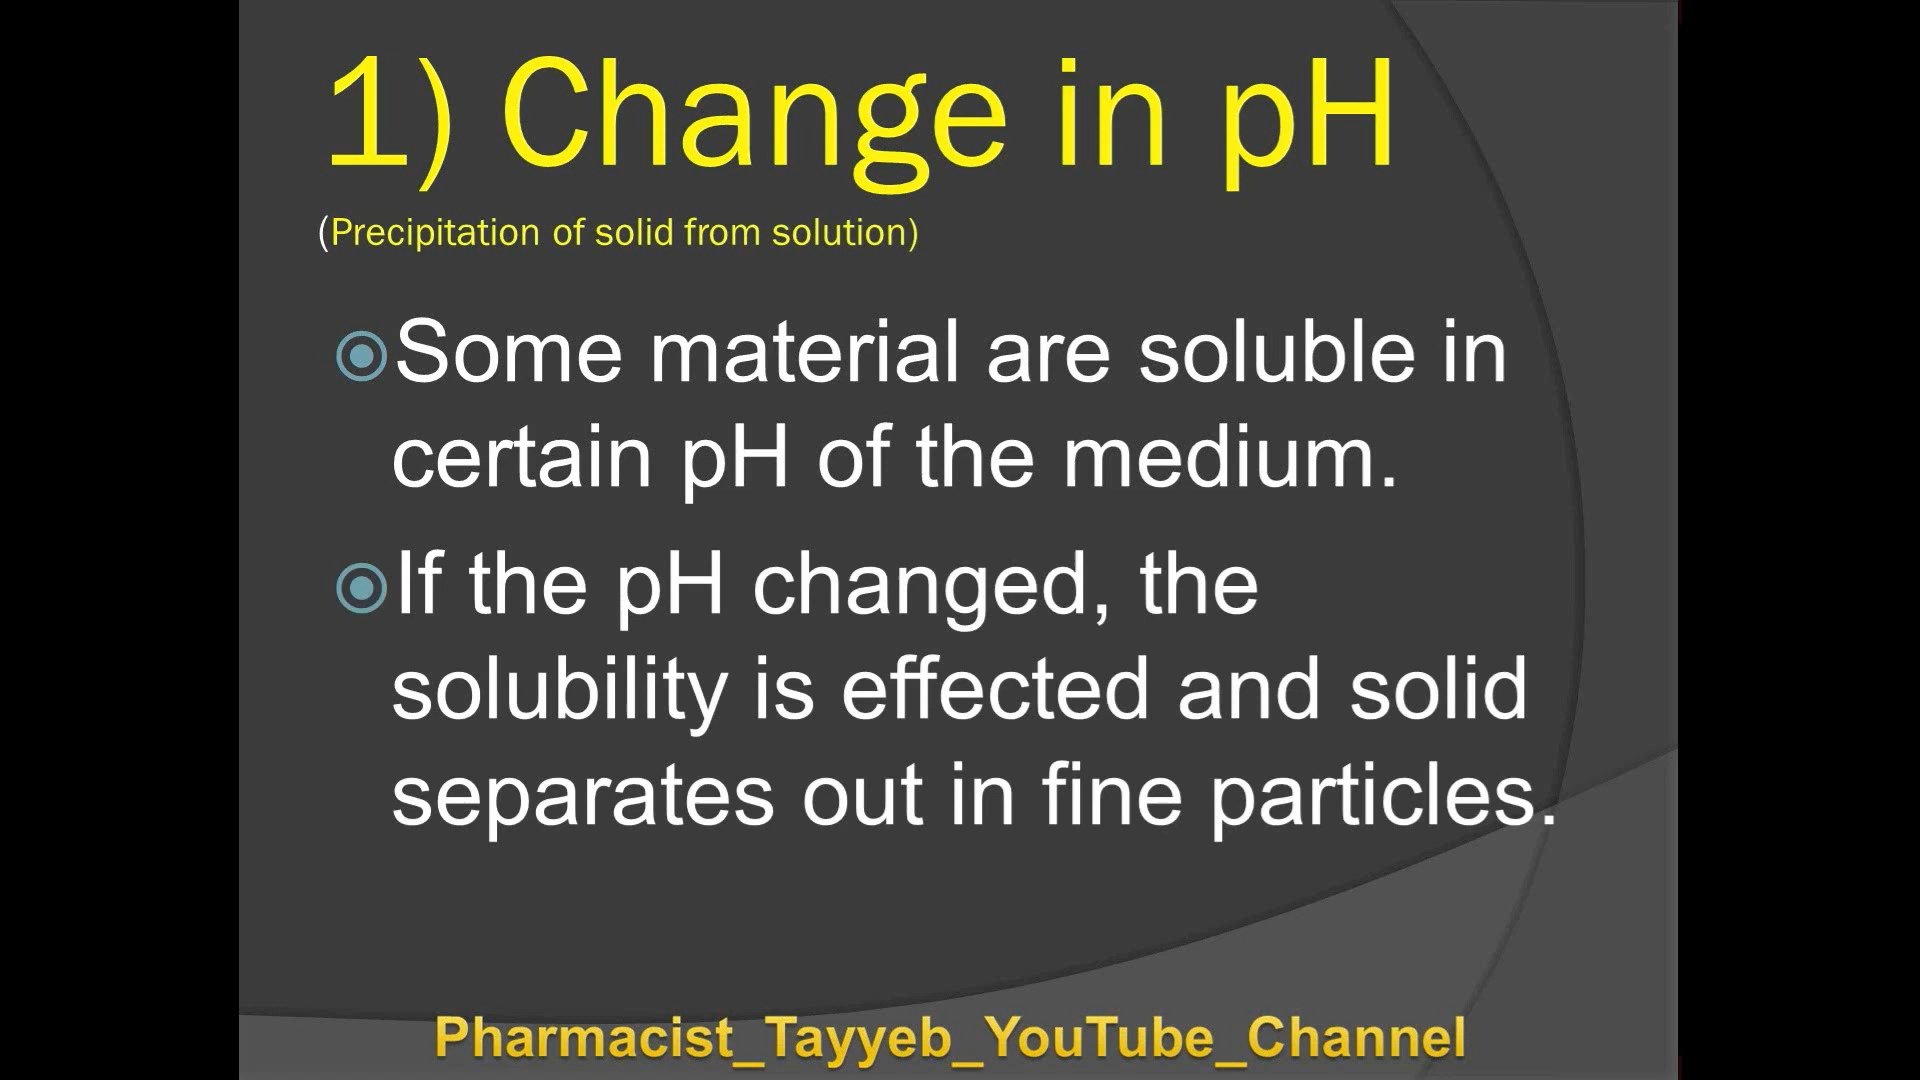 1) Change in pH
(Precipitation of solid from solution)
Some material are soluble in
certain pH of the medium.
If the pH changed, the
solubility is effected and solid
separates out in fine particles.
Pharmacist_Tayyeb_YouTube_Channel